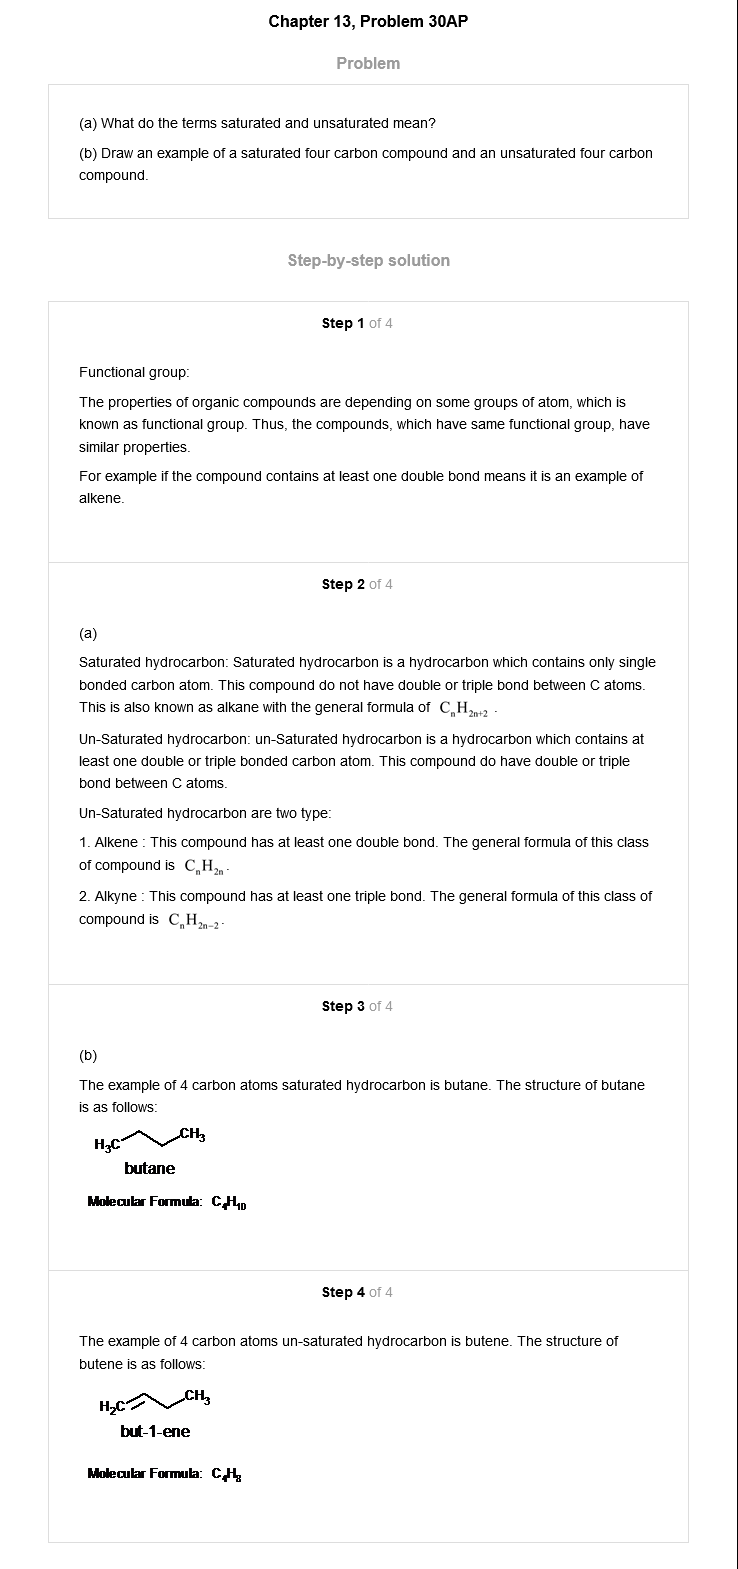 Chapter 13, Problem 30AP
Problem
(a) What do the terms saturated and unsaturated mean?
(b) Draw an example of a saturated four carbon compound and an unsaturated four carbon
compound.
Step-by-step solution
Step 1 of 4
Functional group:
The properties of organic compounds are depending on some groups of atom, which is
known as functional group. Thus, the compounds, which have same functional group, have
similar properties.
For example if the compound contains at least one double bond means it is an example of
alkene.
Step 2 of 4
(a)
Saturated hydrocarbon: Saturated hydrocarbon is a hydrocarbon which contains only single
bonded carbon atom. This compound do not have double or triple bond between C atoms.
This is also known as alkane with the general formula of CₙH₂ₙ₊₂ .
Un-Saturated hydrocarbon: un-Saturated hydrocarbon is a hydrocarbon which contains at
least one double or triple bonded carbon atom. This compound do have double or triple
bond between C atoms.
Un-Saturated hydrocarbon are two type:
1. Alkene : This compound has at least one double bond. The general formula of this class
of compound is CₙH₂ₙ .
2. Alkyne : This compound has at least one triple bond. The general formula of this class of
compound is CₙH₂ₙ₋₂ .
Step 3 of 4
(b)
The example of 4 carbon atoms saturated hydrocarbon is butane. The structure of butane
is as follows:
H₃C CH₃
butane
Molecular Formula: C₄H₁₀
Step 4 of 4
The example of 4 carbon atoms un-saturated hydrocarbon is butene. The structure of
butene is as follows:
H₂C CH₃
but-1-ene
Molecular Formula: C₄H₈